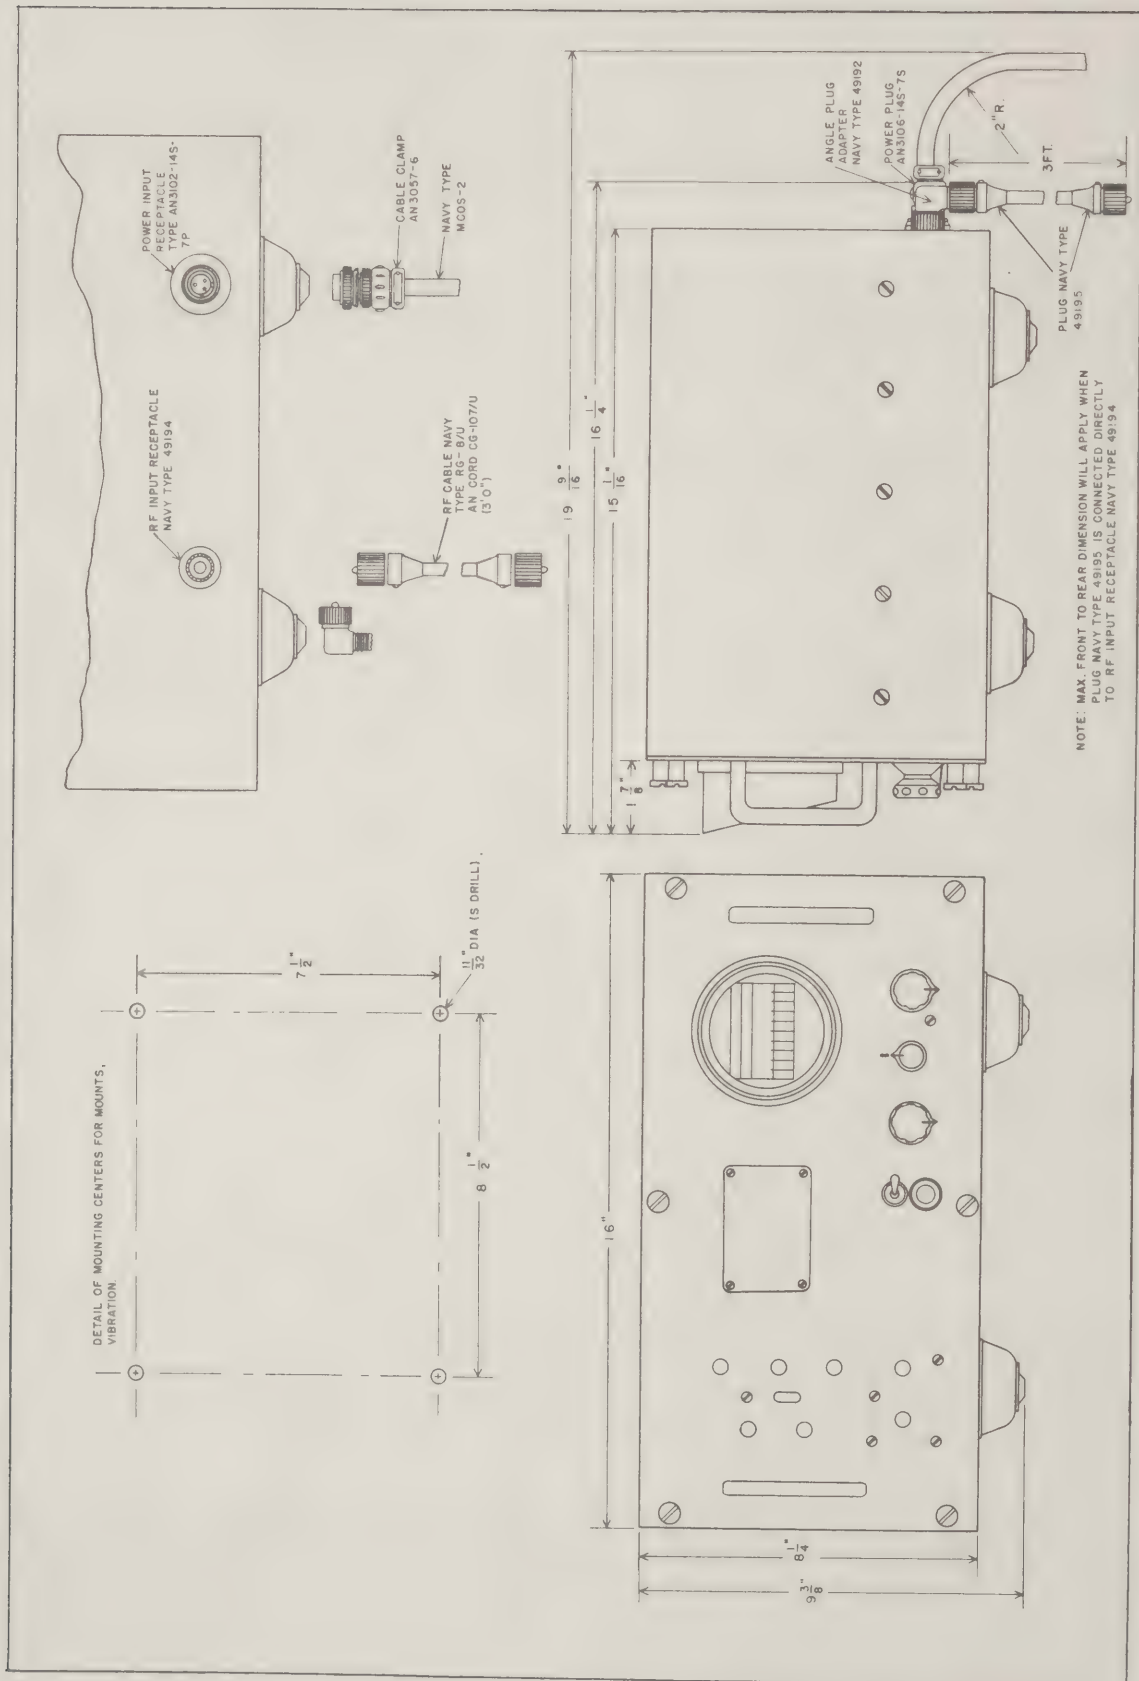 DETAIL OF MOUNTING CENTERS FOR MOUNTS,
VIBRATION.
7 1/2"
11/32" DIA (S DRILL).
8 1/2"
RF INPUT RECEPTACLE
NAVY TYPE 49194
POWER INPUT
RECEPTACLE
TYPE AN3102-14S-
7P
RF CABLE NAVY
TYPE RG-8/U
AN CORD CG-107/U
(3'0")
CABLE CLAMP
AN3057-6
NAVY TYPE
MCOS-2
16"
8 1/4"
9 3/8"
19 9/16"
16 1/4"
15 1/16"
1 7/8"
ANGLE PLUG
ADAPTER
NAVY TYPE 49192
POWER PLUG
AN3106-14S-7S
2"R.
3FT.
PLUG NAVY TYPE
49195
NOTE: MAX. FRONT TO REAR DIMENSION WILL APPLY WHEN
PLUG NAVY TYPE 49195 IS CONNECTED DIRECTLY
TO RF INPUT RECEPTACLE NAVY TYPE 49194